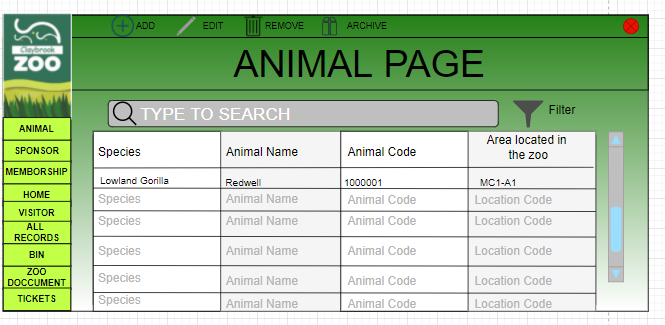 ADD EDIT REMOVE ARCHIVE
Claybrook
ZOO
ANIMAL PAGE
TYPE TO SEARCH Filter
ANIMAL
SPONSOR
MEMBORSHIP
HOME
VISITOR
ALL
RECORDS
BIN
ZOO
DOCCUMENT
TICKETS
Species Animal Name Animal Code Area located in
the zoo
Lowland Gorilla Redwell 1000001 MC1-A1
Species Animal Name Animal Code Location Code
Species Animal Name Animal Code Location Code
Species Animal Name Animal Code Location Code
Species Animal Name Animal Code Location Code
Species Animal Name Animal Code Location Code